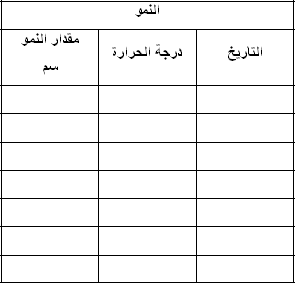 النمو
التاريخ
درجة الحرارة
مقدار النمو
سم